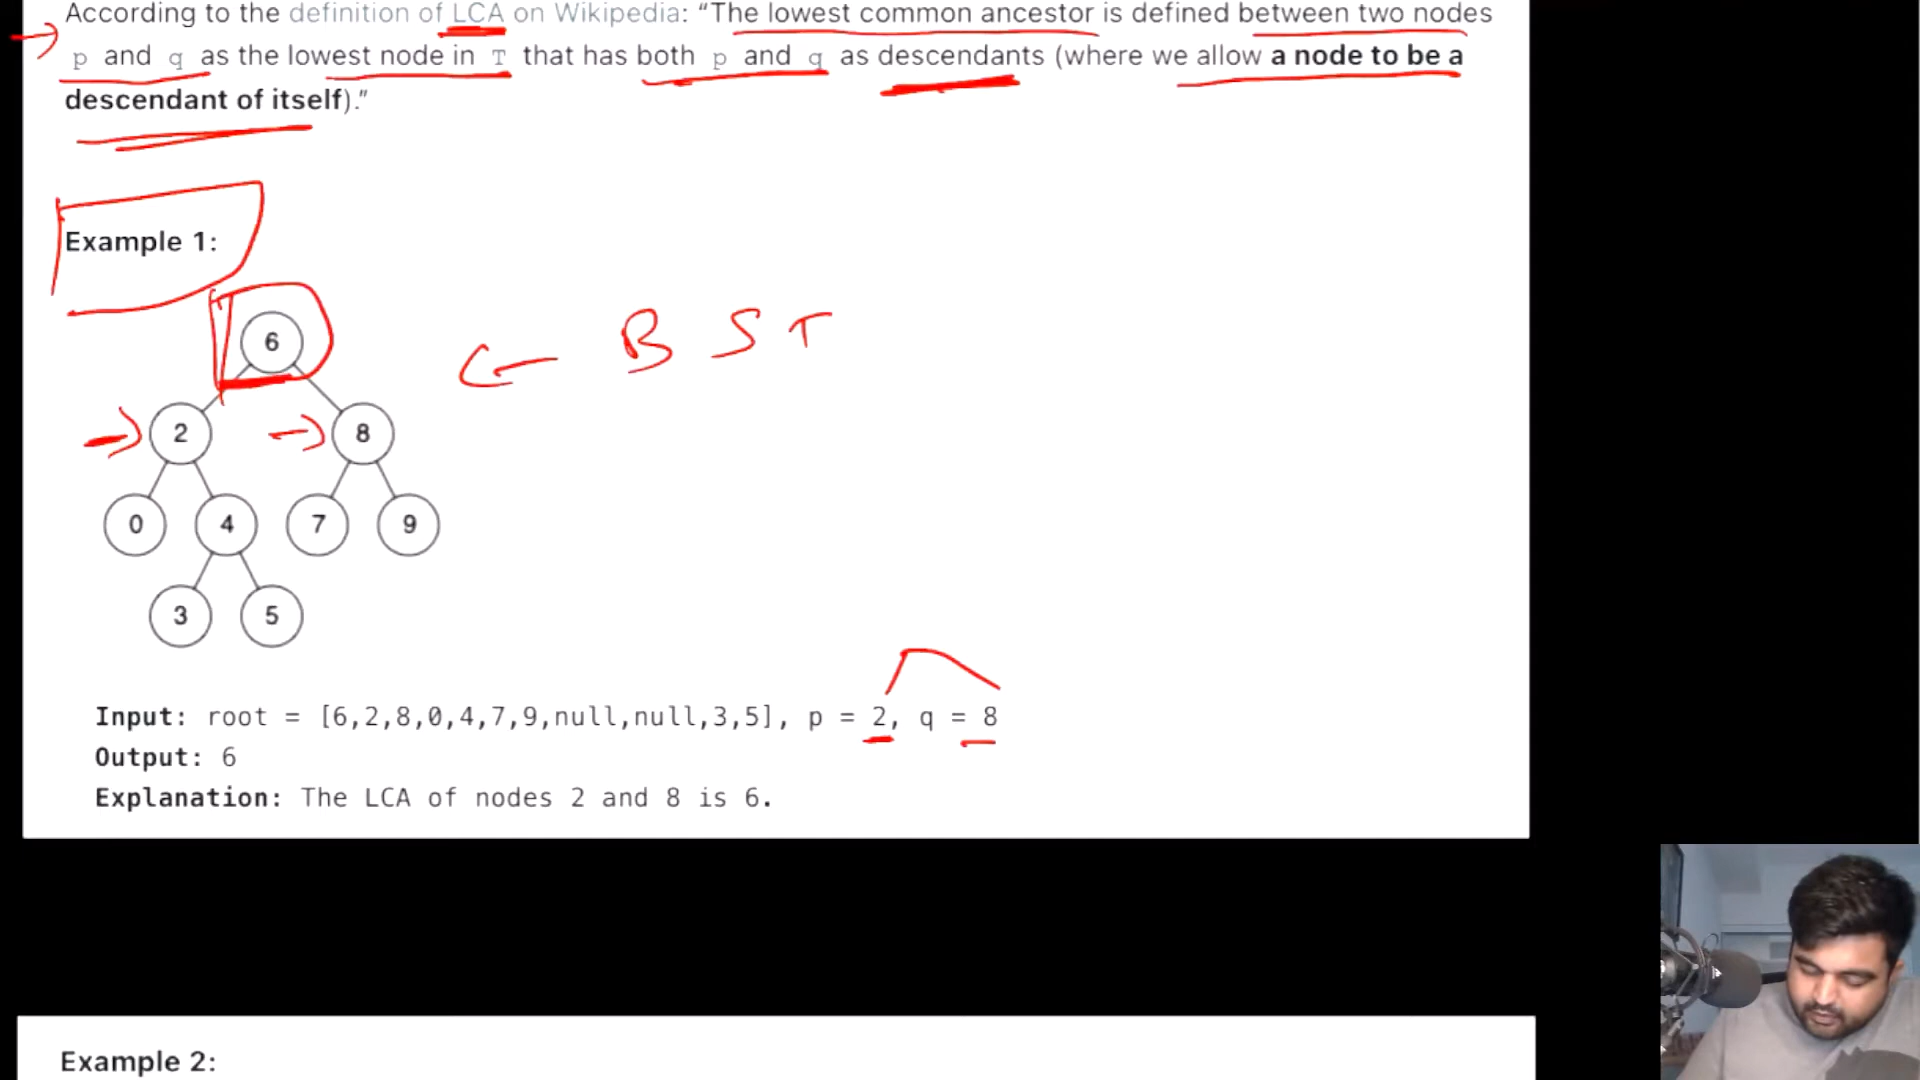 According to the definition of LCA on Wikipedia: “The lowest common ancestor is defined between two nodes
p and q as the lowest node in T that has both p and q as descendants (where we allow a node to be a
descendant of itself).”
Example 1:
6
B S T
2 8
0 4 7 9
3 5
Input: root = [6,2,8,0,4,7,9,null,null,3,5], p = 2, q = 8
Output: 6
Explanation: The LCA of nodes 2 and 8 is 6.
Example 2: